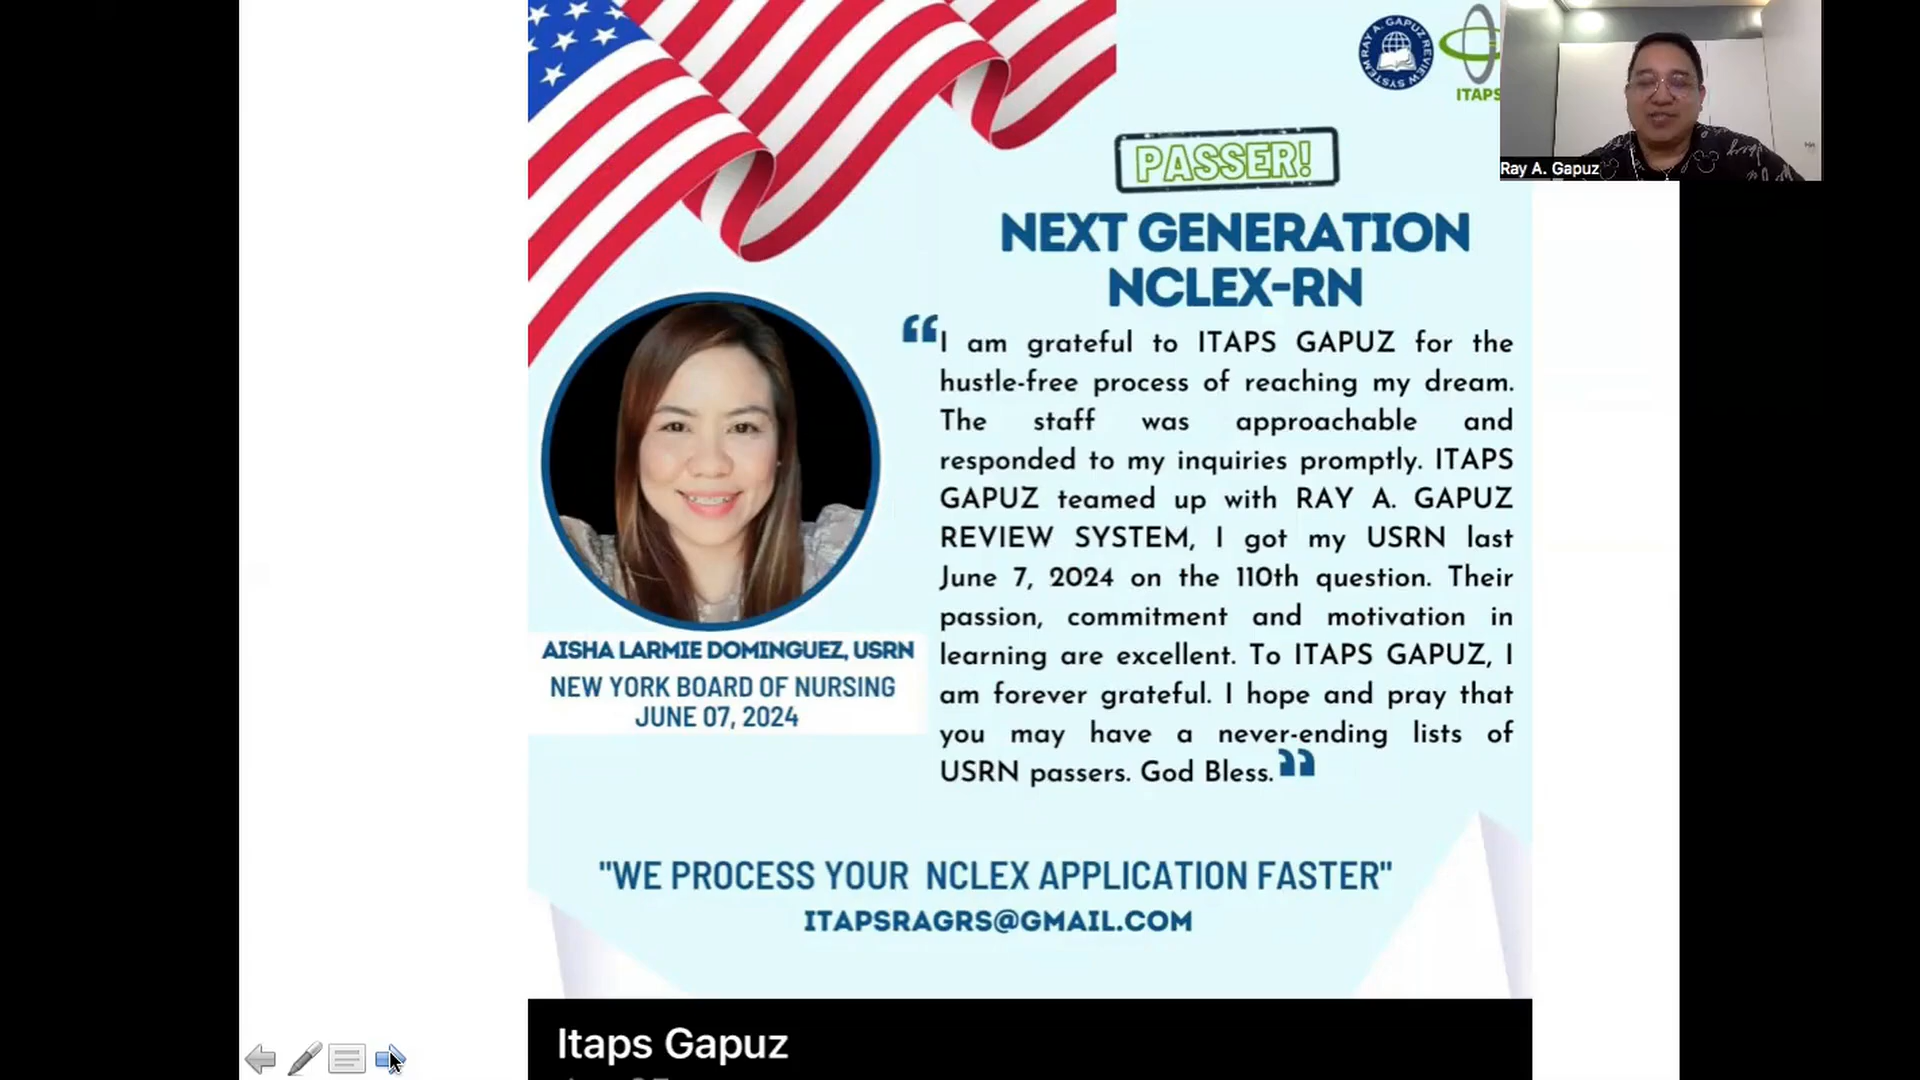 RAY A. GAPUZ REVIEW SYSTEM
ITAPS
Ray A. Gapuz
PASSER!
NEXT GENERATION
NCLEX-RN
“I am grateful to ITAPS GAPUZ for the
hustle-free process of reaching my dream.
The staff was approachable and
responded to my inquiries promptly. ITAPS
GAPUZ teamed up with RAY A. GAPUZ
REVIEW SYSTEM, I got my USRN last
June 7, 2024 on the 110th question. Their
passion, commitment and motivation in
learning are excellent. To ITAPS GAPUZ, I
am forever grateful. I hope and pray that
you may have a never-ending lists of
USRN passers. God Bless.”
AISHA LARMIE DOMINGUEZ, USRN
NEW YORK BOARD OF NURSING
JUNE 07, 2024
"WE PROCESS YOUR NCLEX APPLICATION FASTER"
ITAPSRAGRS@GMAIL.COM
Itaps Gapuz